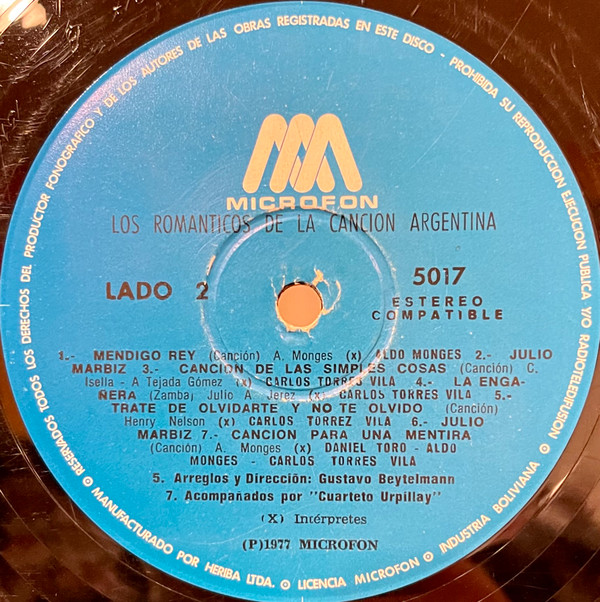 RESERVADOS TODOS LOS DERECHOS DEL PRODUCTOR FONOGRAFICO Y DE LOS AUTORES DE LAS OBRAS REGISTRADAS EN ESTE DISCO - PROHIBIDA SU REPRODUCCION EJECUCION PUBLICA Y/O RADIOTELEDIFUSION
MICROFON
LOS ROMANTICOS DE LA CANCION ARGENTINA
LADO 2
5017
ESTEREO
COMPATIBLE
1.- MENDIGO REY (Canción) A. Monges (x) ALDO MONGES 2.- JULIO
MARBIZ 3.- CANCION DE LAS SIMPLES COSAS (Canción) C.
Isella - A Tejada Gómez (x) CARLOS TORRES VILA 4.- LA ENGA-
ÑERA (Zamba) Julio A. Jerez (x) CARLOS TORRES VILA 5.-
TRATE DE OLVIDARTE Y NO TE OLVIDO (Canción)
Henry Nelson (x) CARLOS TORREZ VILA 6.- JULIO
MARBIZ 7.- CANCION PARA UNA MENTIRA
(Canción) A. Monges (x) DANIEL TORO - ALDO
MONGES - CARLOS TORRES VILA
5. Arreglos y Dirección: Gustavo Beytelmann
7. Acompañados por "Cuarteto Urpillay"
(X) Intérpretes
(P)1977 MICROFON
MANUFACTURADO POR HERIBA LTDA. LICENCIA MICROFON INDUSTRIA BOLIVIANA